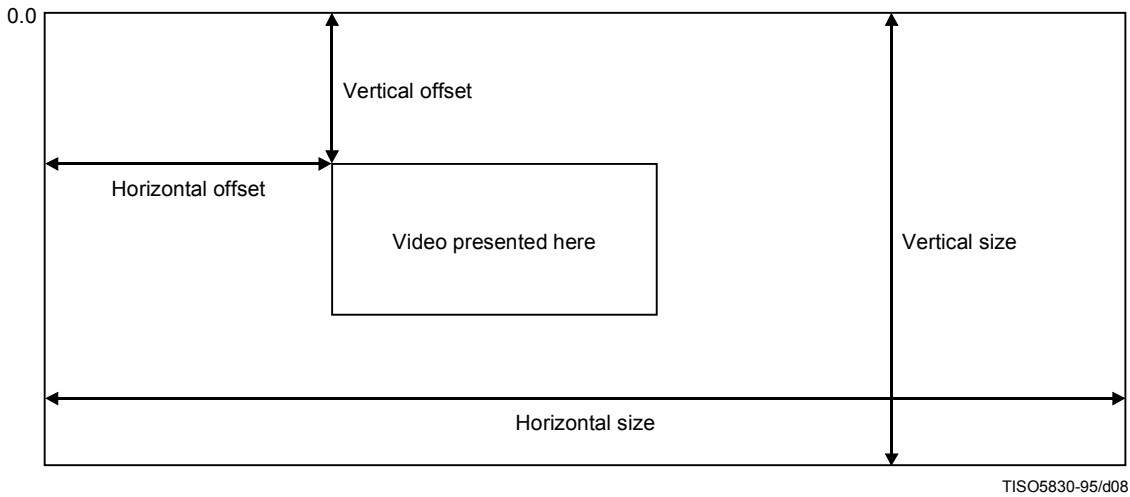 0.0
Vertical offset
Horizontal offset
Video presented here
Vertical size
Horizontal size
TISO5830-95/d08